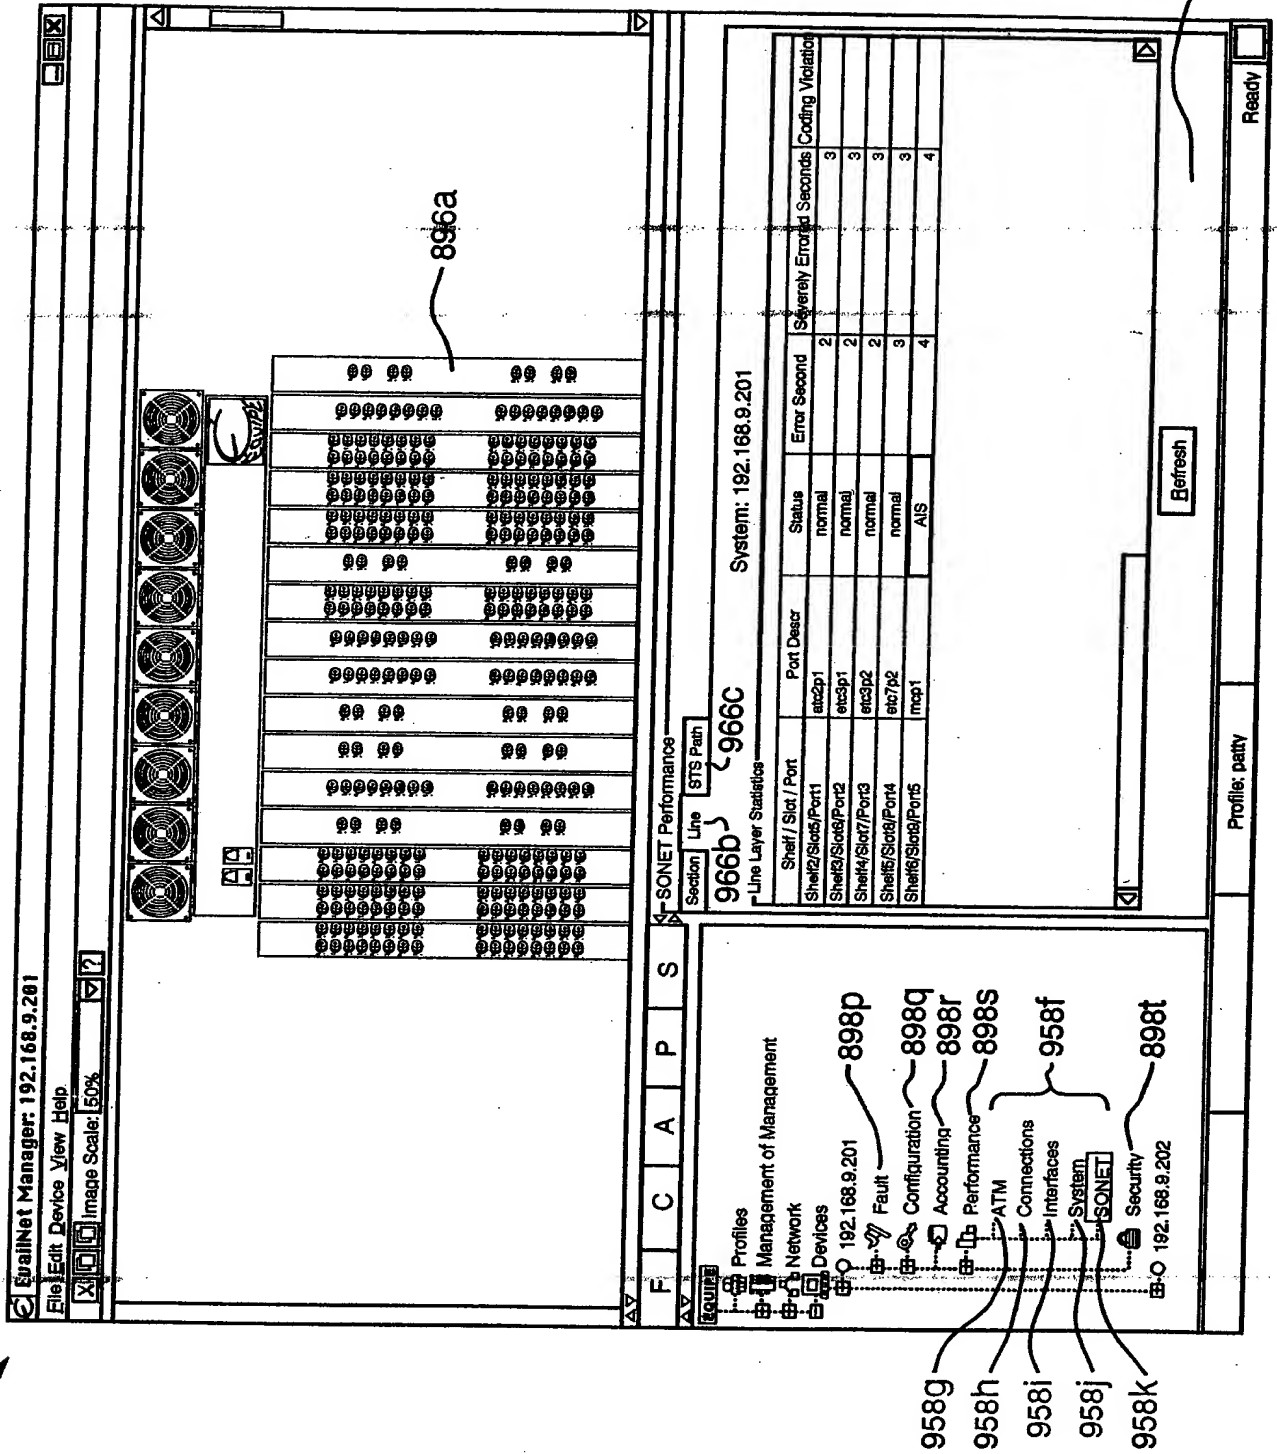 EvailNet Manager: 192.168.9.201
File Edit Device View Help
Image Scale: 50% ?
EQUIPE
896a
F C A P S
EQUIPE
Profiles
Management of Management
Network
Devices
192.168.9.201
Fault 898p
Configuration 898q
Accounting 898r
Performance 898s
958g ATM
958h Connections
958i Interfaces
958f
958j System
958k SONET
Security 898t
192.168.9.202
SONET Performance
Section Line STS Path
966b 966c
System: 192.168.9.201
Line Layer Statistics
Shelf / Slot / Port Port Descr Status Error Second Severely Errored Seconds Coding Violation
Shelf2/Slot5/Port1 atc2p1 normal 2 3
Shelf3/Slot6/Port2 etc3p1 normal 2 3
Shelf4/Slot7/Port3 etc3p2 normal 2 3
Shelf5/Slot8/Port4 etc7p2 normal 3 3
Shelf6/Slot9/Port5 mcp1 AIS 4 4
Refresh
Profile: patty
Ready